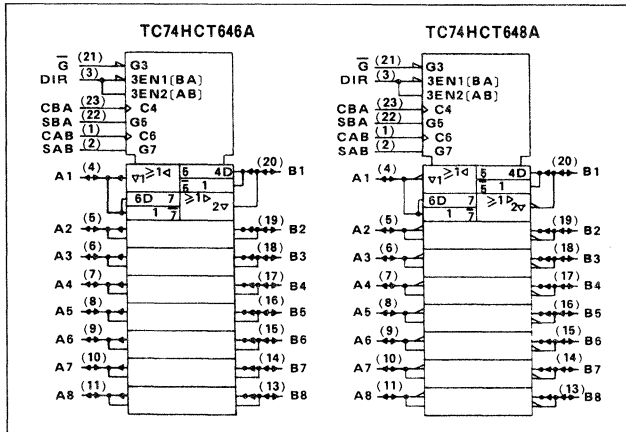 TC74HCT646A
G̅ (21) G3
DIR (3) 3EN1[BA]
3EN2[AB]
CBA (23) C4
SBA (22) G5
CAB (1) C6
SAB (2) G7
A1 (4) ▽1 ≥1◁ 5 4D (20) B1
5̅ 1
6D 7 ≥1▷ 2▽
1 7̅
A2 (5) (19) B2
A3 (6) (18) B3
A4 (7) (17) B4
A5 (8) (16) B5
A6 (9) (15) B6
A7 (10) (14) B7
A8 (11) (13) B8
TC74HCT648A
G̅ (21) G3
DIR (3) 3EN1[BA]
3EN2[AB]
CBA (23) C4
SBA (22) G5
CAB (1) C6
SAB (2) G7
A1 (4) ▽1 ≥1◁ 5 4D (20) B1
5̅ 1
6D 7 ≥1▷ 2▽
1 7̅
A2 (5) (19) B2
A3 (6) (18) B3
A4 (7) (17) B4
A5 (8) (16) B5
A6 (9) (15) B6
A7 (10) (14) B7
A8 (11) (13) B8